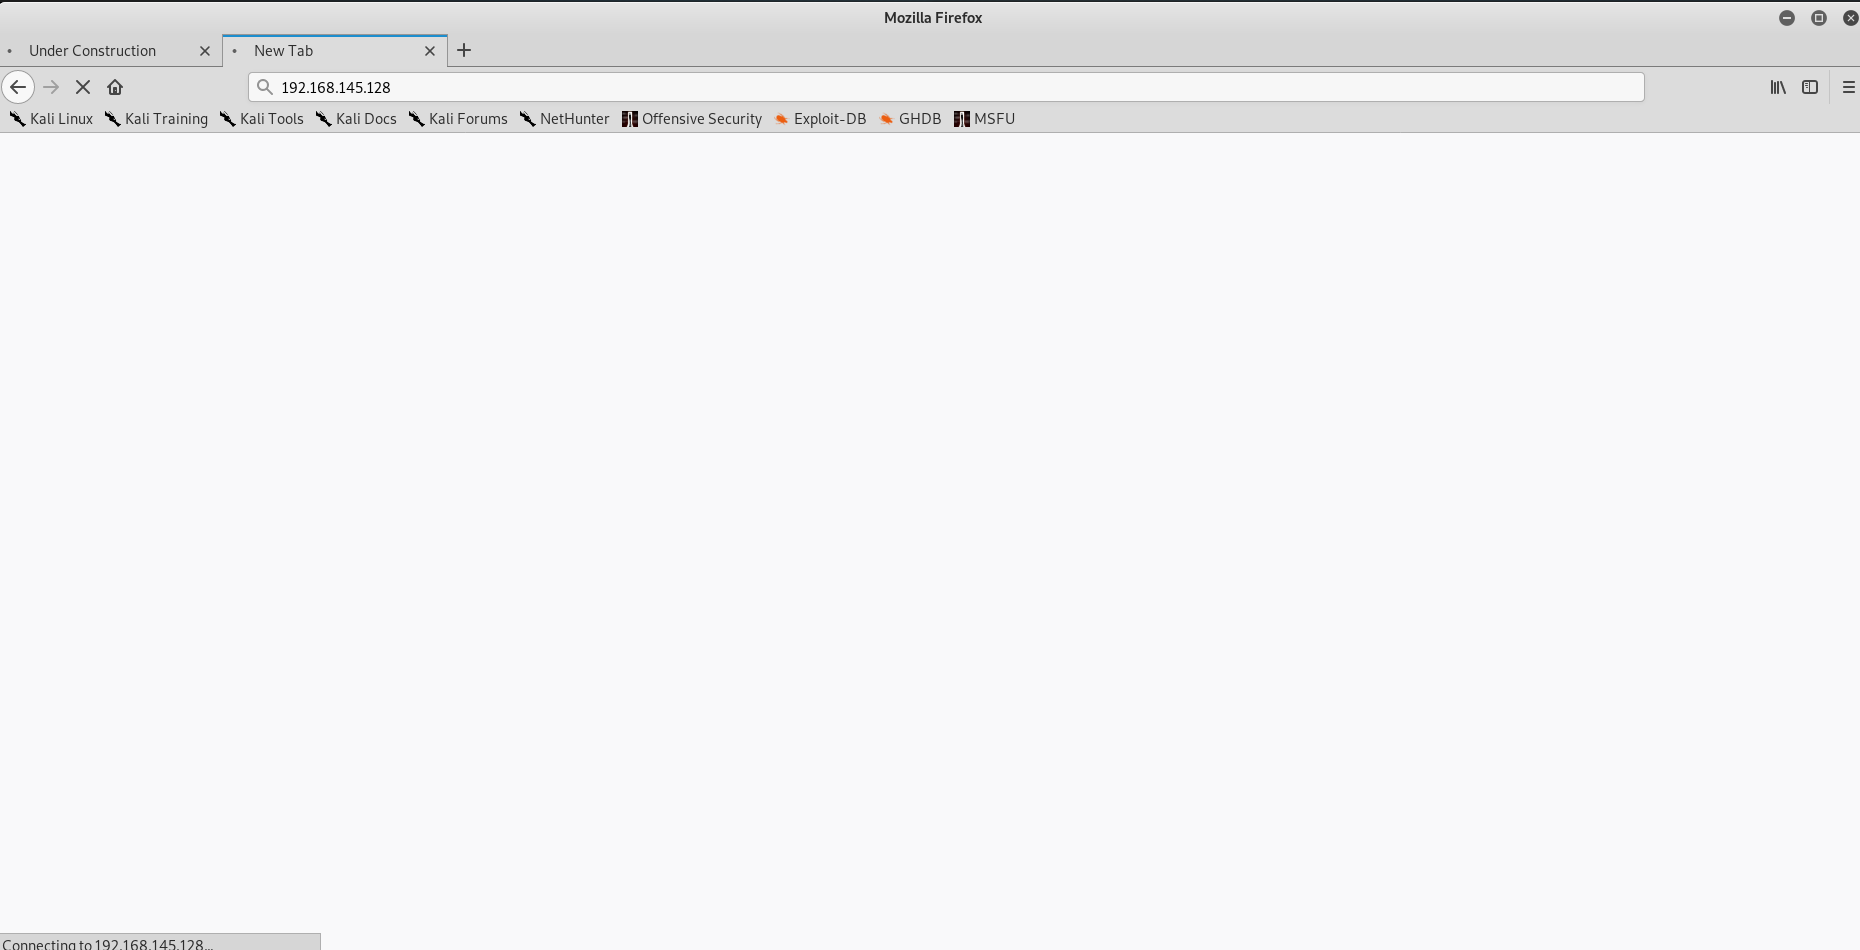 Mozilla Firefox
Under Construction
New Tab
192.168.145.128
Kali Linux Kali Training Kali Tools Kali Docs Kali Forums NetHunter Offensive Security Exploit-DB GHDB MSFU
Connecting to 192.168.145.128...